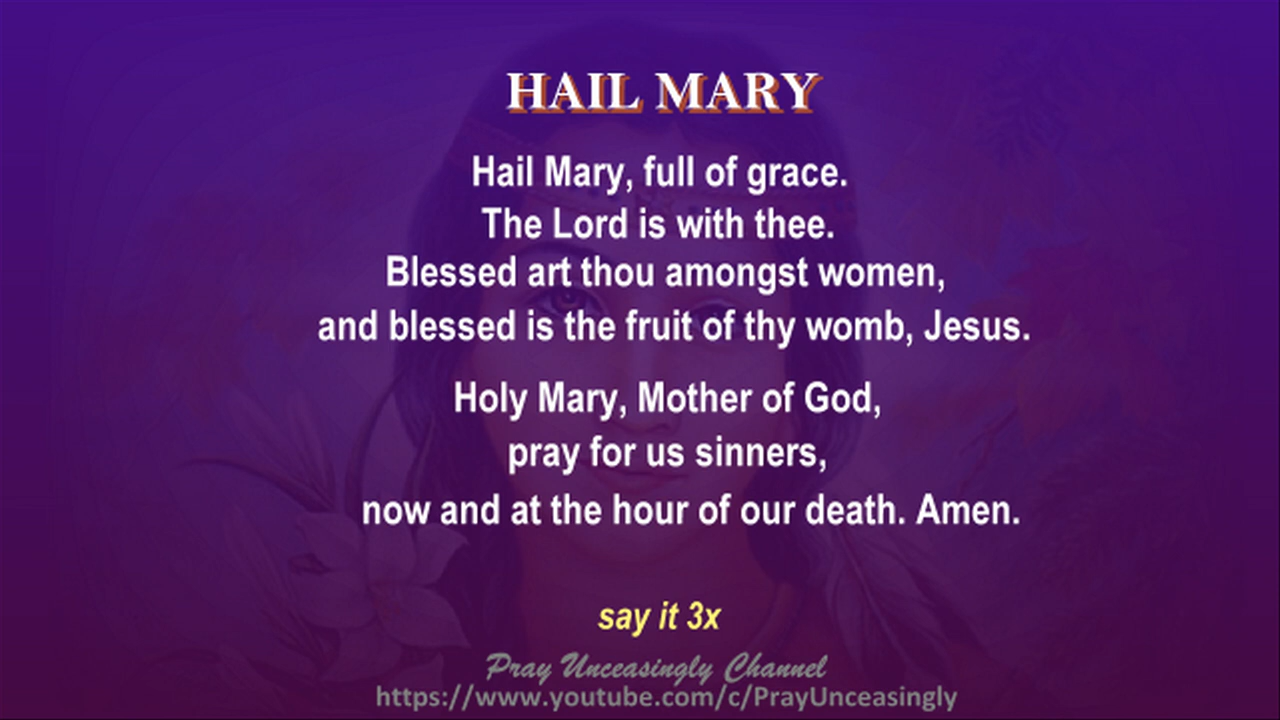 HAIL MARY
Hail Mary, full of grace.
The Lord is with thee.
Blessed art thou amongst women,
and blessed is the fruit of thy womb, Jesus.
Holy Mary, Mother of God,
pray for us sinners,
now and at the hour of our death. Amen.
say it 3x
Pray Unceasingly Channel
https://www.youtube.com/c/PrayUnceasingly